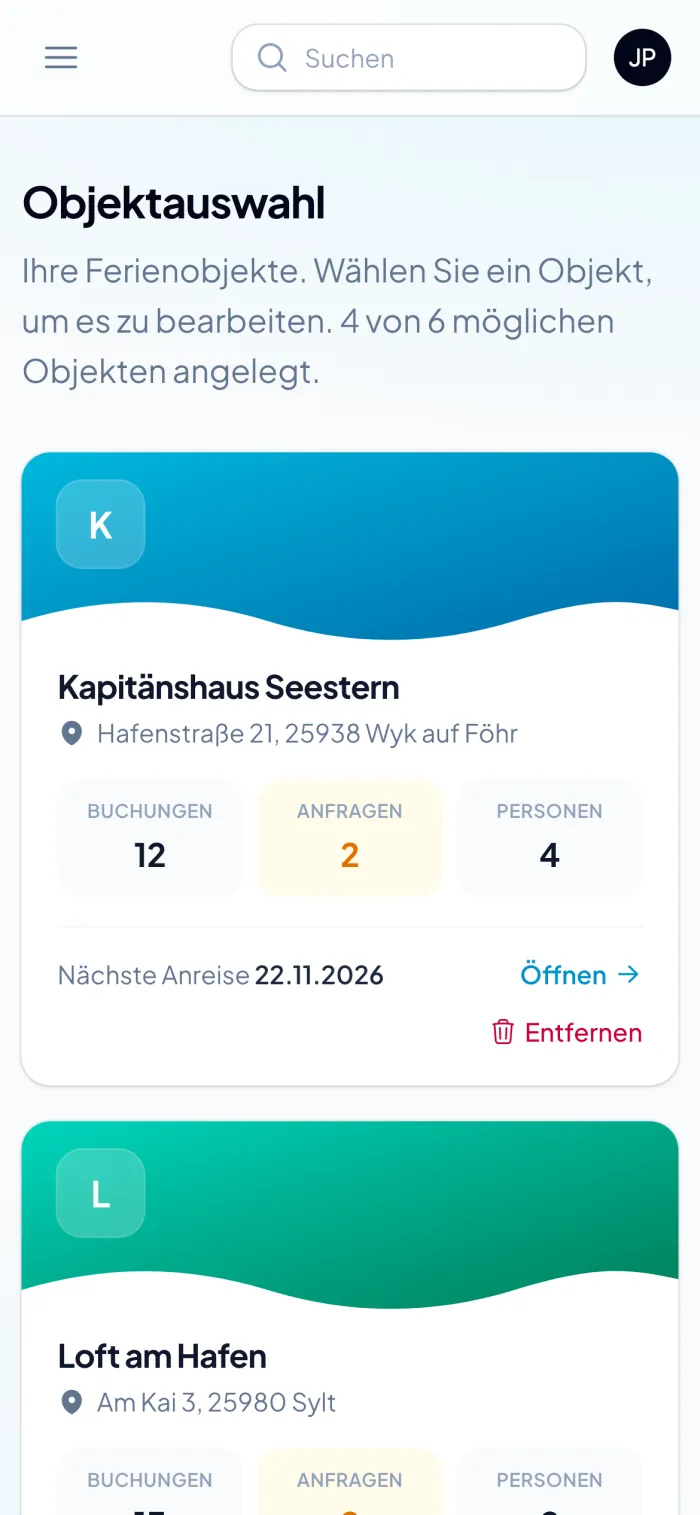 Suchen
JP
Objektauswahl
Ihre Ferienobjekte. Wählen Sie ein Objekt,
um es zu bearbeiten. 4 von 6 möglichen
Objekten angelegt.
K
Kapitänshaus Seestern
Hafenstraße 21, 25938 Wyk auf Föhr
BUCHUNGEN ANFRAGEN PERSONEN
12 2 4
Nächste Anreise 22.11.2026 Öffnen →
Entfernen
L
Loft am Hafen
Am Kai 3, 25980 Sylt
BUCHUNGEN ANFRAGEN PERSONEN